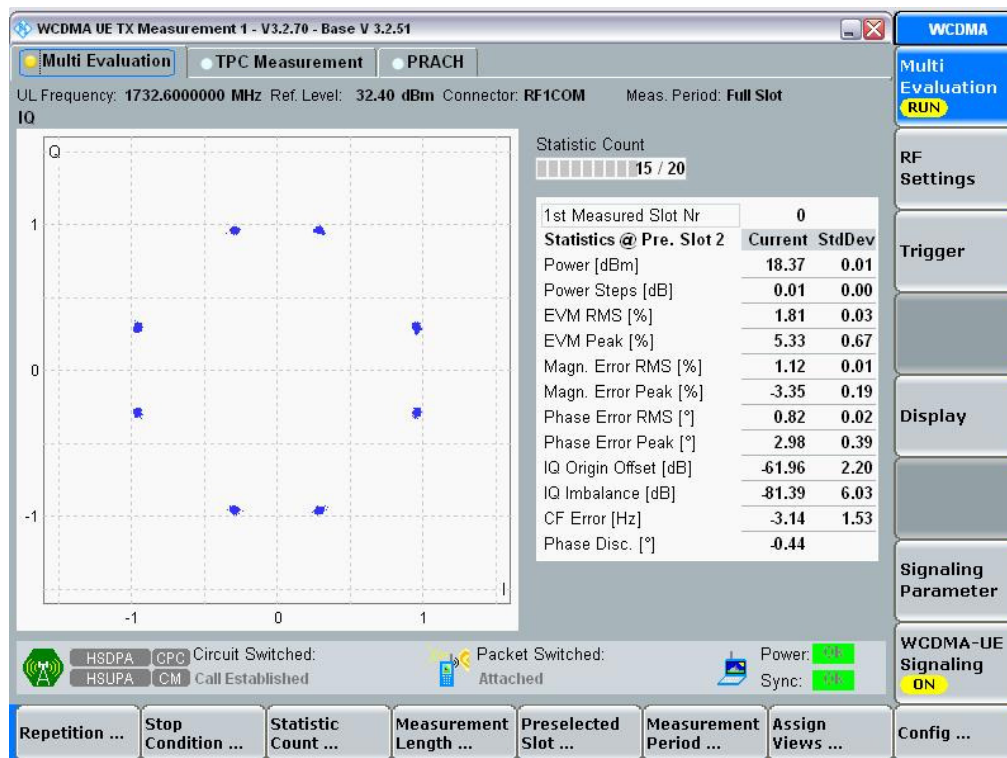 WCDMA UE TX Measurement 1 - V3.2.70 - Base V 3.2.51
WCDMA
Multi Evaluation TPC Measurement PRACH
Multi
Evaluation
RUN
UL Frequency: 1732.6000000 MHz Ref. Level: 32.40 dBm Connector: RF1COM Meas. Period: Full Slot
IQ
Q
1
0
-1
-1 0 1
I
Statistic Count
15 / 20
1st Measured Slot Nr 0
Statistics @ Pre. Slot 2 Current StdDev
Power [dBm] 18.37 0.01
Power Steps [dB] 0.01 0.00
EVM RMS [%] 1.81 0.03
EVM Peak [%] 5.33 0.67
Magn. Error RMS [%] 1.12 0.01
Magn. Error Peak [%] -3.35 0.19
Phase Error RMS [°] 0.82 0.02
Phase Error Peak [°] 2.98 0.39
IQ Origin Offset [dB] -61.96 2.20
IQ Imbalance [dB] -81.39 6.03
CF Error [Hz] -3.14 1.53
Phase Disc. [°] -0.44
RF
Settings
Trigger
Display
Signaling
Parameter
WCDMA-UE
Signaling
ON
HSDPA CPC Circuit Switched: Packet Switched: Power: Ok
HSUPA CM Call Established Attached Sync: Ok
Repetition ...
Stop
Condition ...
Statistic
Count ...
Measurement
Length ...
Preselected
Slot ...
Measurement
Period ...
Assign
Views ...
Config ...